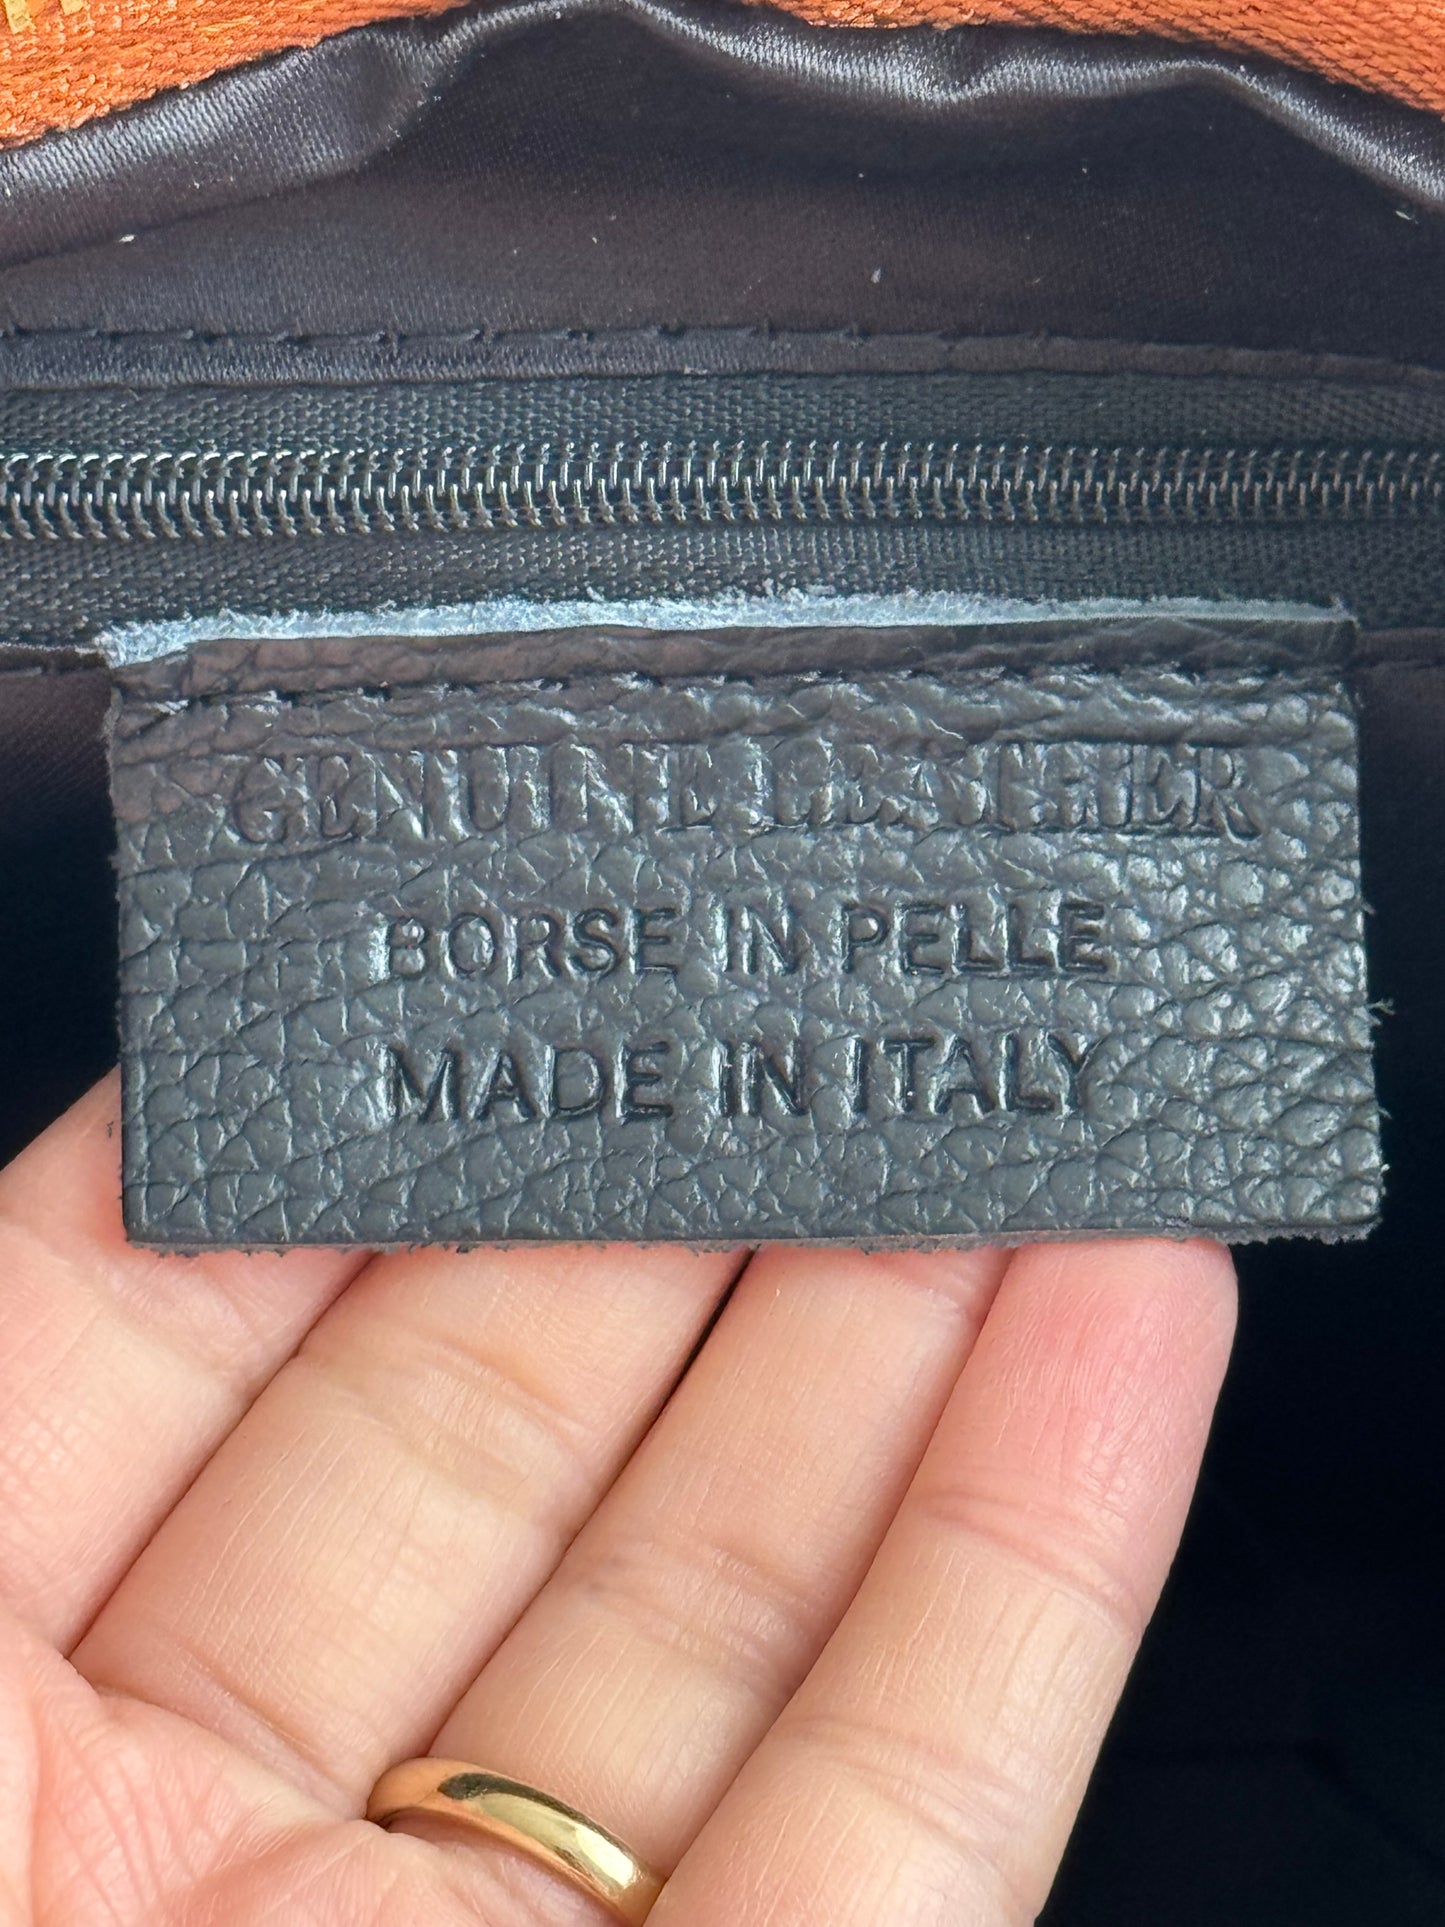 GENUINE LEATHER
BORSE IN PELLE
MADE IN ITALY